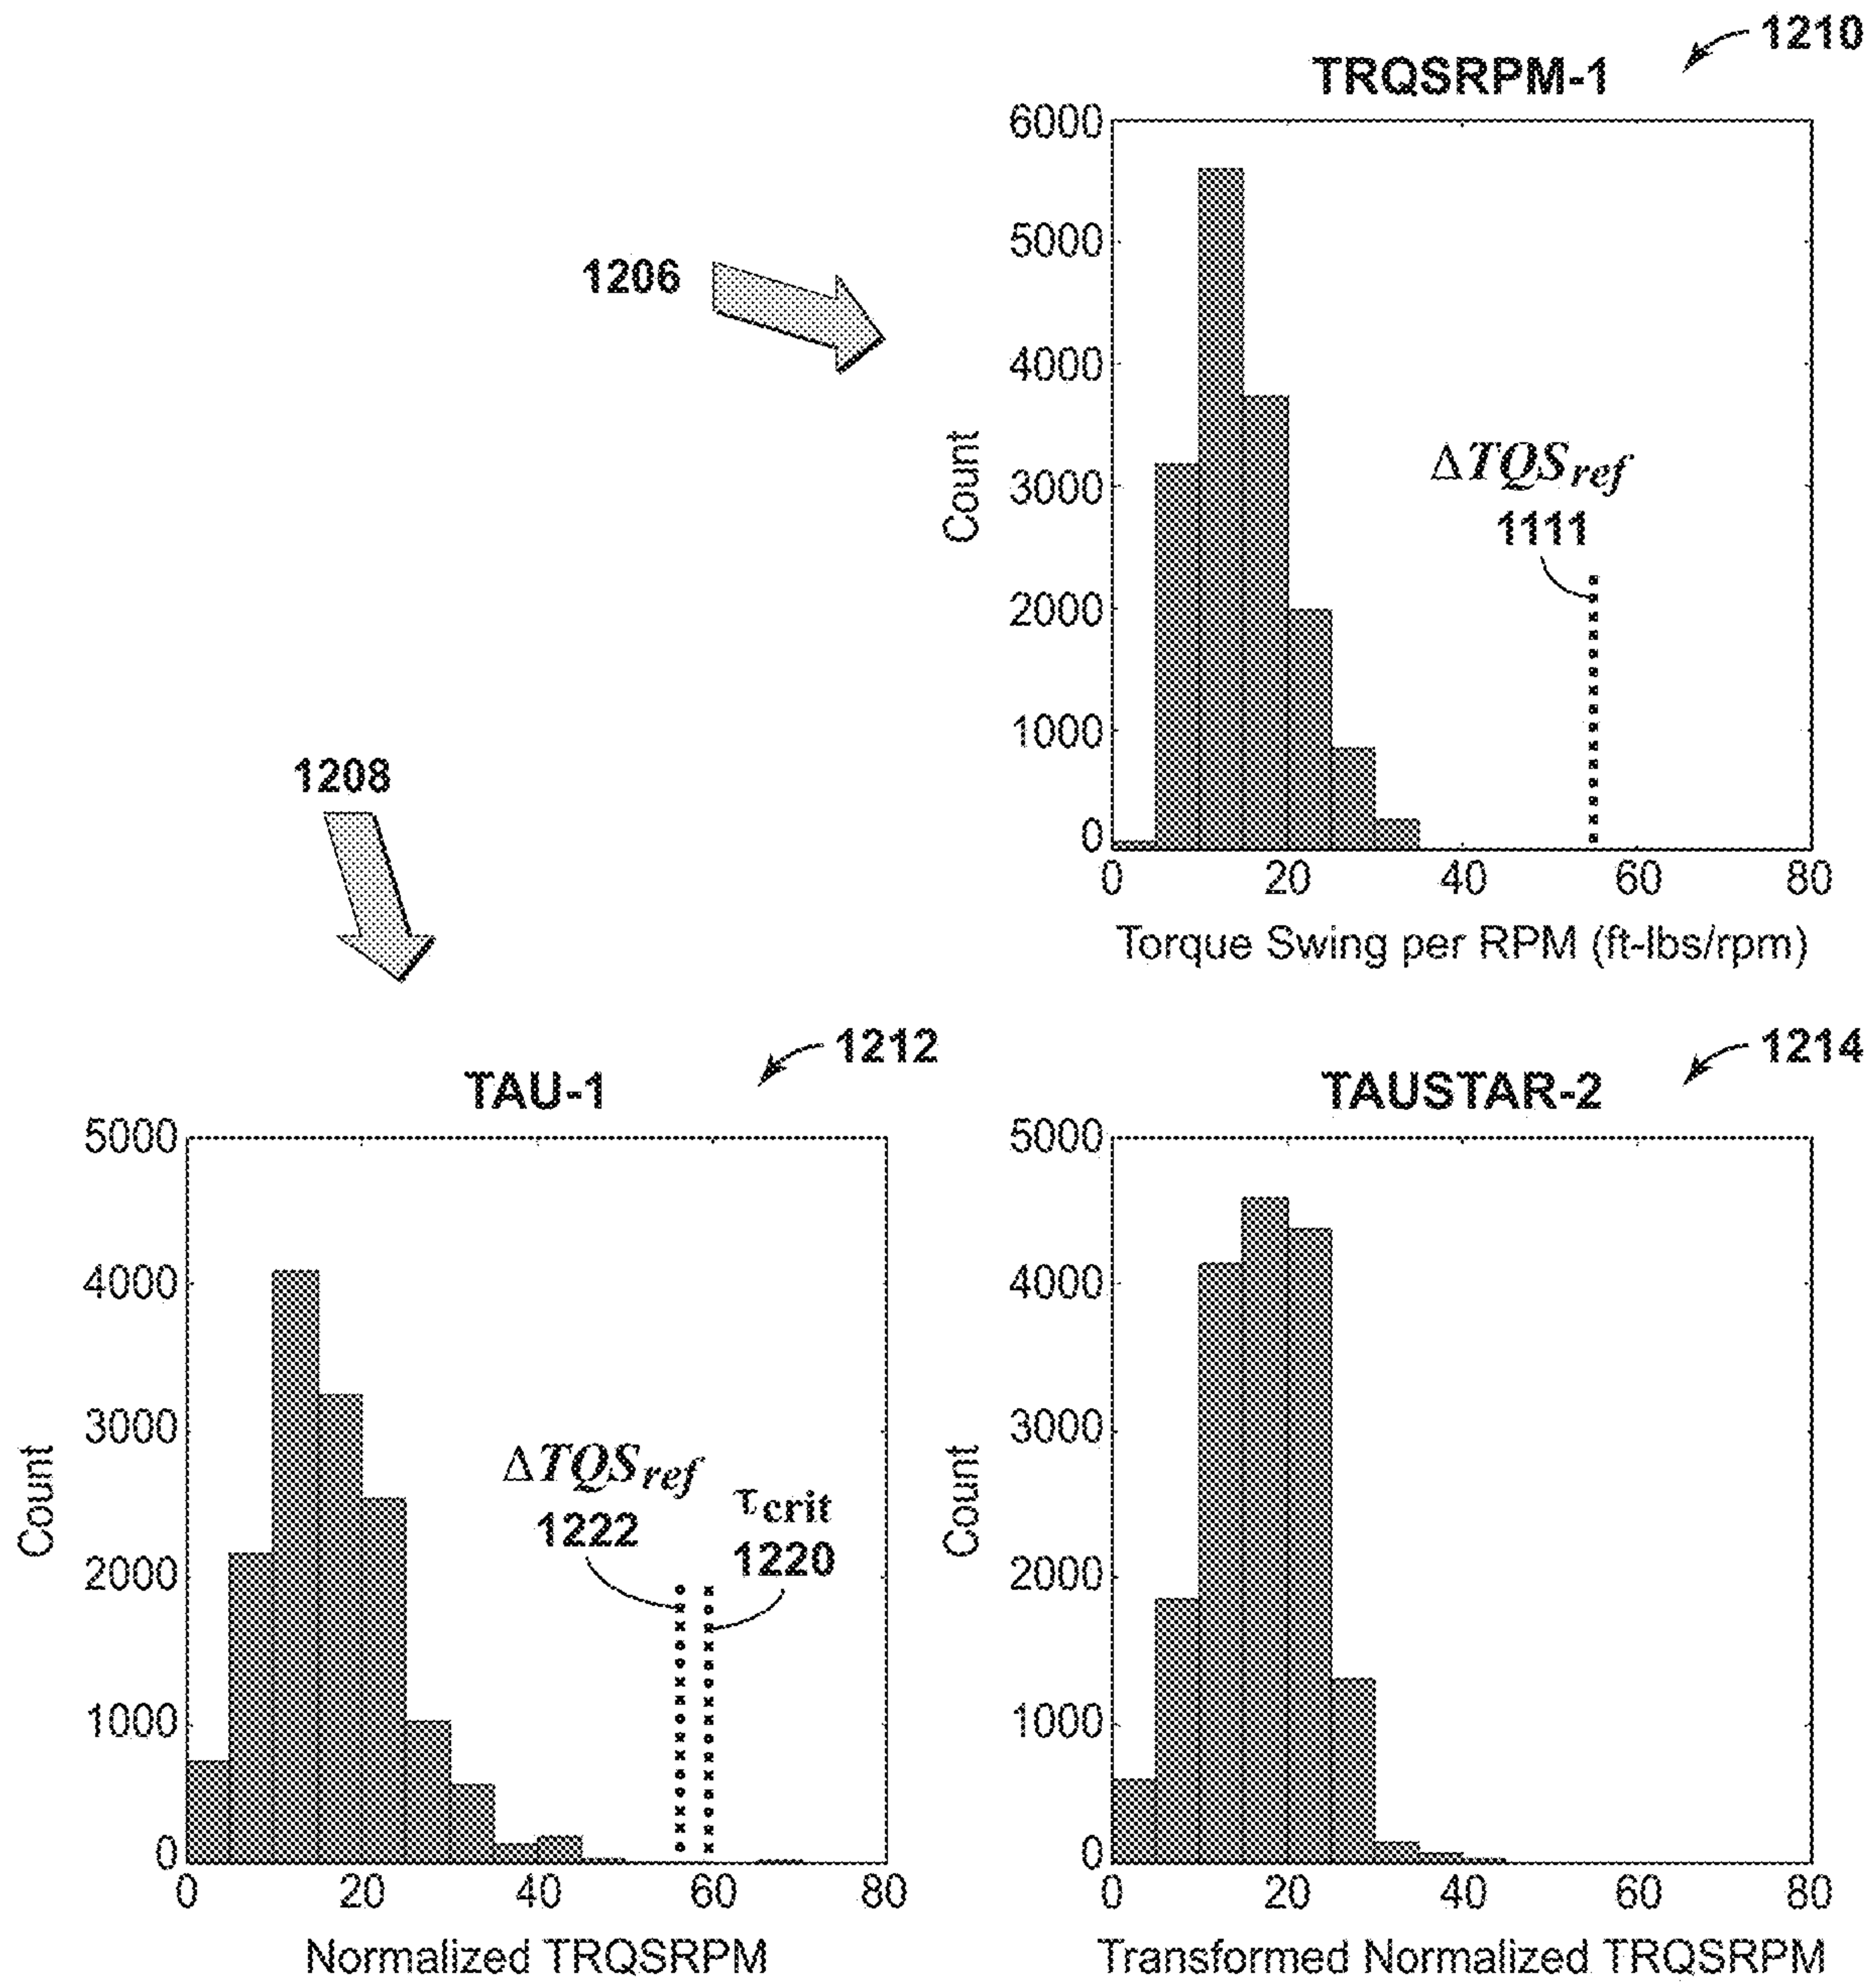 1210
TRQSRPM-1
6000
5000
4000
3000
2000
1000
0
Count
1206
ΔTQSref
1111
0 20 40 60 80
Torque Swing per RPM (ft-lbs/rpm)
1208
1212
TAU-1
5000
4000
3000
2000
1000
0
Count
ΔTQSref
1222
τcrit
1220
0 20 40 60 80
Normalized TRQSRPM
1214
TAUSTAR-2
5000
4000
3000
2000
1000
0
Count
0 20 40 60 80
Transformed Normalized TRQSRPM